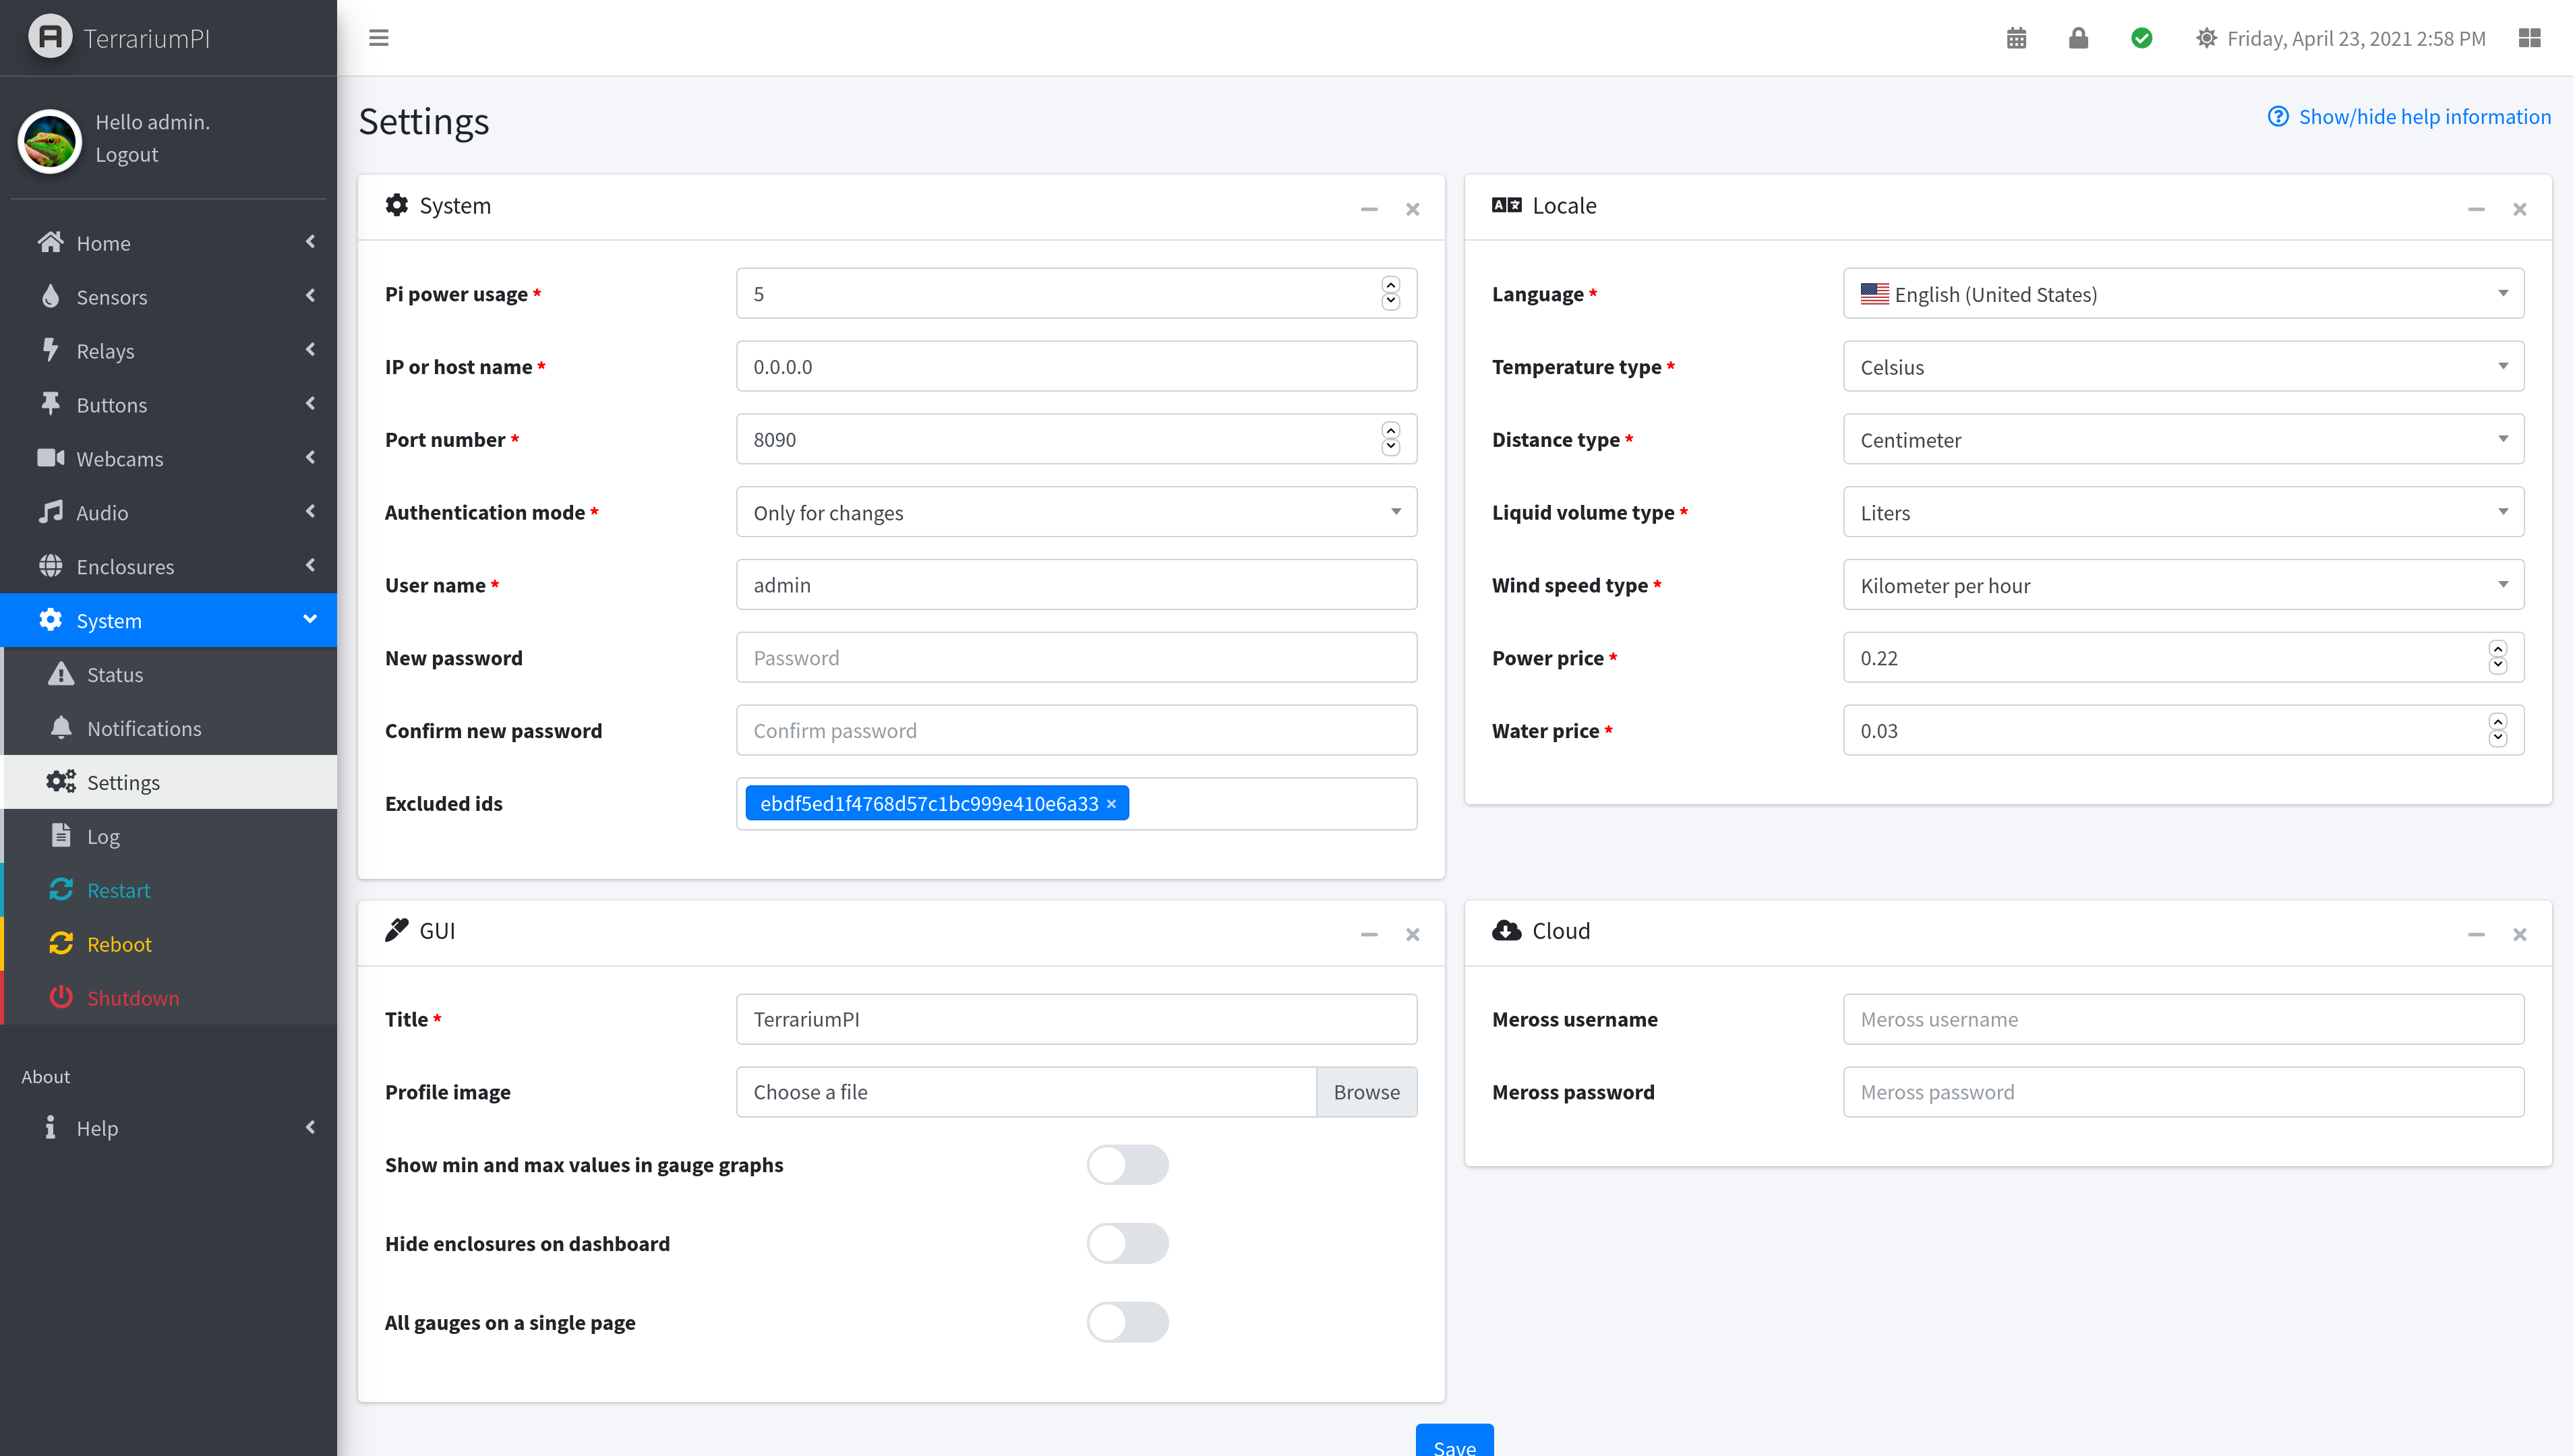 TerrariumPI
Friday, April 23, 2021 2:58 PM
Hello admin.
Logout
Home
Sensors
Relays
Buttons
Webcams
Audio
Enclosures
System
Status
Notifications
Settings
Log
Restart
Reboot
Shutdown
About
Help
Settings
Show/hide help information
System
Pi power usage * 5
IP or host name * 0.0.0.0
Port number * 8090
Authentication mode * Only for changes
User name * admin
New password Password
Confirm new password Confirm password
Excluded ids ebdf5ed1f4768d57c1bc999e410e6a33 ×
Locale
Language * English (United States)
Temperature type * Celsius
Distance type * Centimeter
Liquid volume type * Liters
Wind speed type * Kilometer per hour
Power price * 0.22
Water price * 0.03
GUI
Title * TerrariumPI
Profile image Choose a file Browse
Show min and max values in gauge graphs
Hide enclosures on dashboard
All gauges on a single page
Cloud
Meross username Meross username
Meross password Meross password
Save